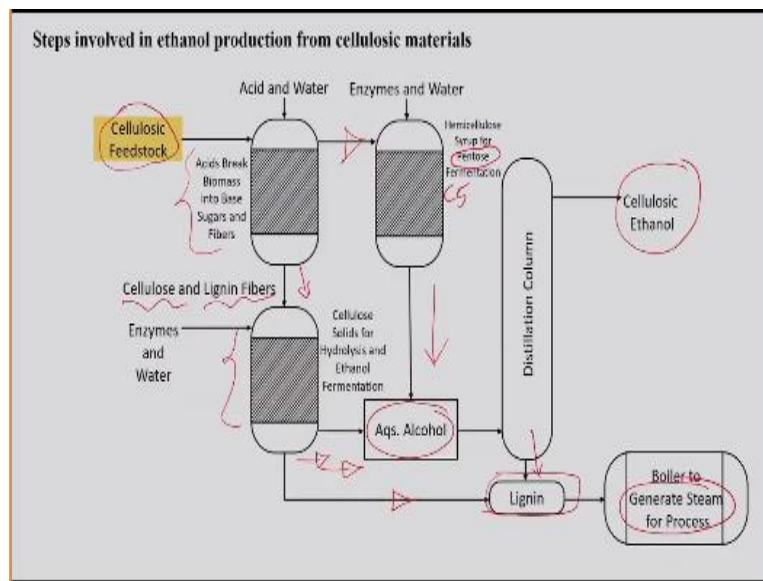 Steps involved in ethanol production from cellosic materials
Acid and Water
Enzymes and Water
Cellulosic
Feedstock
Acids Break
Biomass
Into Base
Sugars and
Fibers
Hemicellulose
Syrup for
Pentose
Fermentation
C5
Distillation Column
Cellulosic
Ethanol
Cellulose and Lignin Fibers
Enzymes
and
Water
Cellulose
Solids for
Hydrolysis and
Ethanol
Fermentation
Aqs. Alcohol
Lignin
Boiler to
Generate Steam
for Process